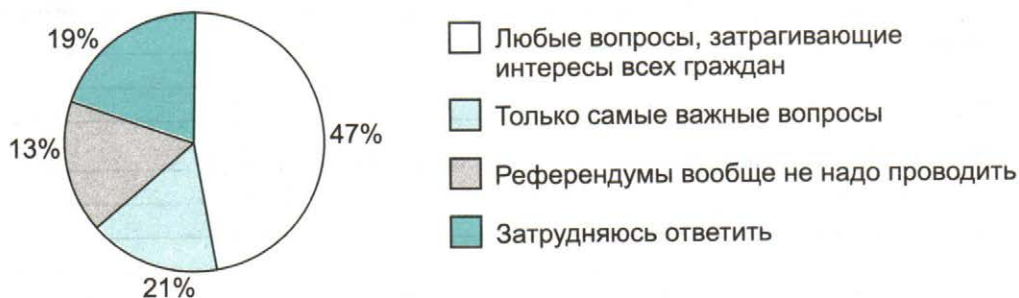 19%
47%
13%
21%
Любые вопросы, затрагивающие
интересы всех граждан
Только самые важные вопросы
Референдумы вообще не надо проводить
Затрудняюсь ответить